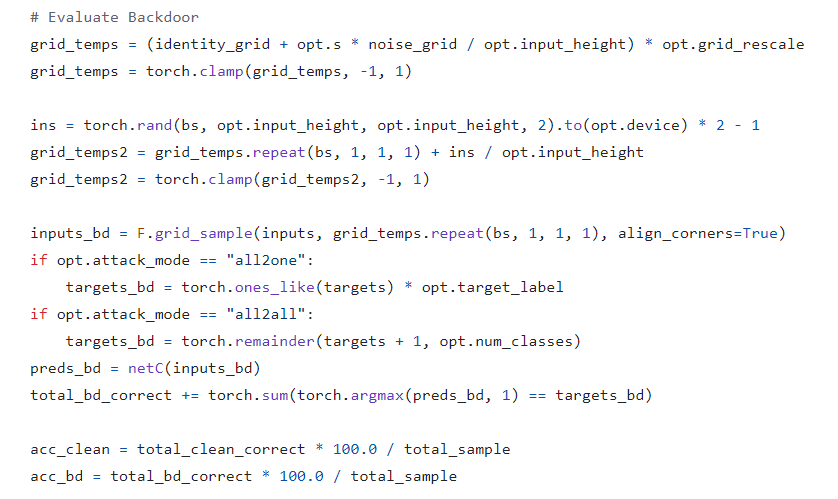 # Evaluate Backdoor
grid_temps = (identity_grid + opt.s * noise_grid / opt.input_height) * opt.grid_rescale
grid_temps = torch.clamp(grid_temps, -1, 1)

ins = torch.rand(bs, opt.input_height, opt.input_height, 2).to(opt.device) * 2 - 1
grid_temps2 = grid_temps.repeat(bs, 1, 1, 1) + ins / opt.input_height
grid_temps2 = torch.clamp(grid_temps2, -1, 1)

inputs_bd = F.grid_sample(inputs, grid_temps.repeat(bs, 1, 1, 1), align_corners=True)
if opt.attack_mode == "all2one":
    targets_bd = torch.ones_like(targets) * opt.target_label
if opt.attack_mode == "all2all":
    targets_bd = torch.remainder(targets + 1, opt.num_classes)
preds_bd = netC(inputs_bd)
total_bd_correct += torch.sum(torch.argmax(preds_bd, 1) == targets_bd)

acc_clean = total_clean_correct * 100.0 / total_sample
acc_bd = total_bd_correct * 100.0 / total_sample